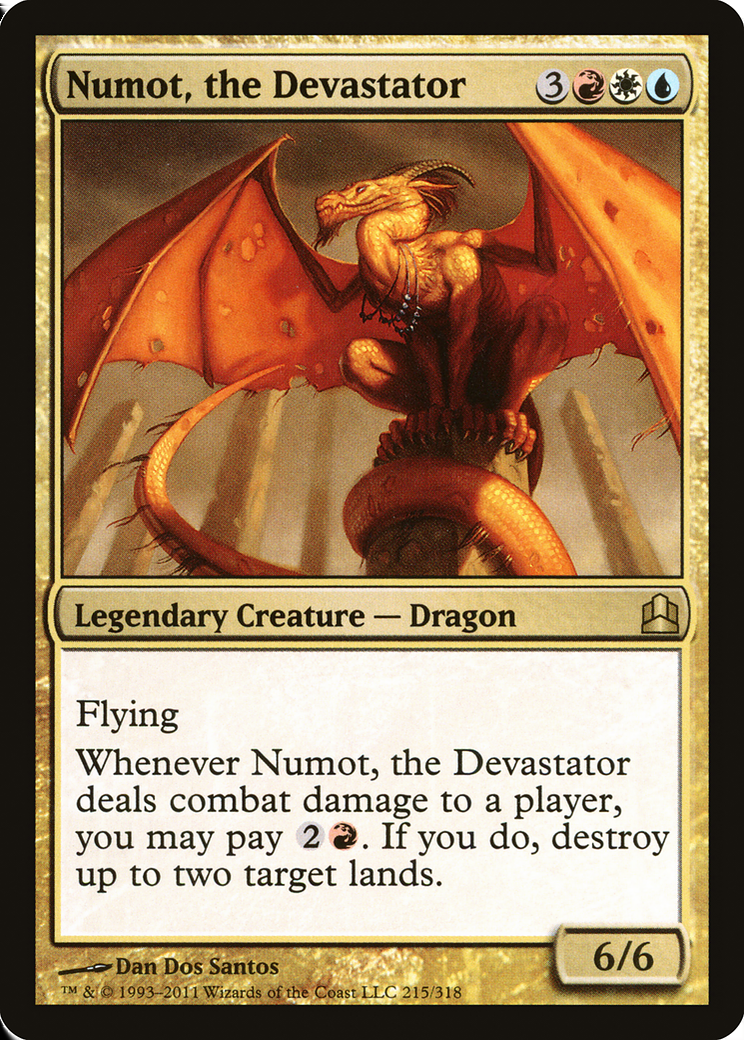 Numot, the Devastator 3
Legendary Creature — Dragon
Flying
Whenever Numot, the Devastator
deals combat damage to a player,
you may pay 2. If you do, destroy
up to two target lands.
6/6
Dan Dos Santos
™ & © 1993–2011 Wizards of the Coast LLC 215/318